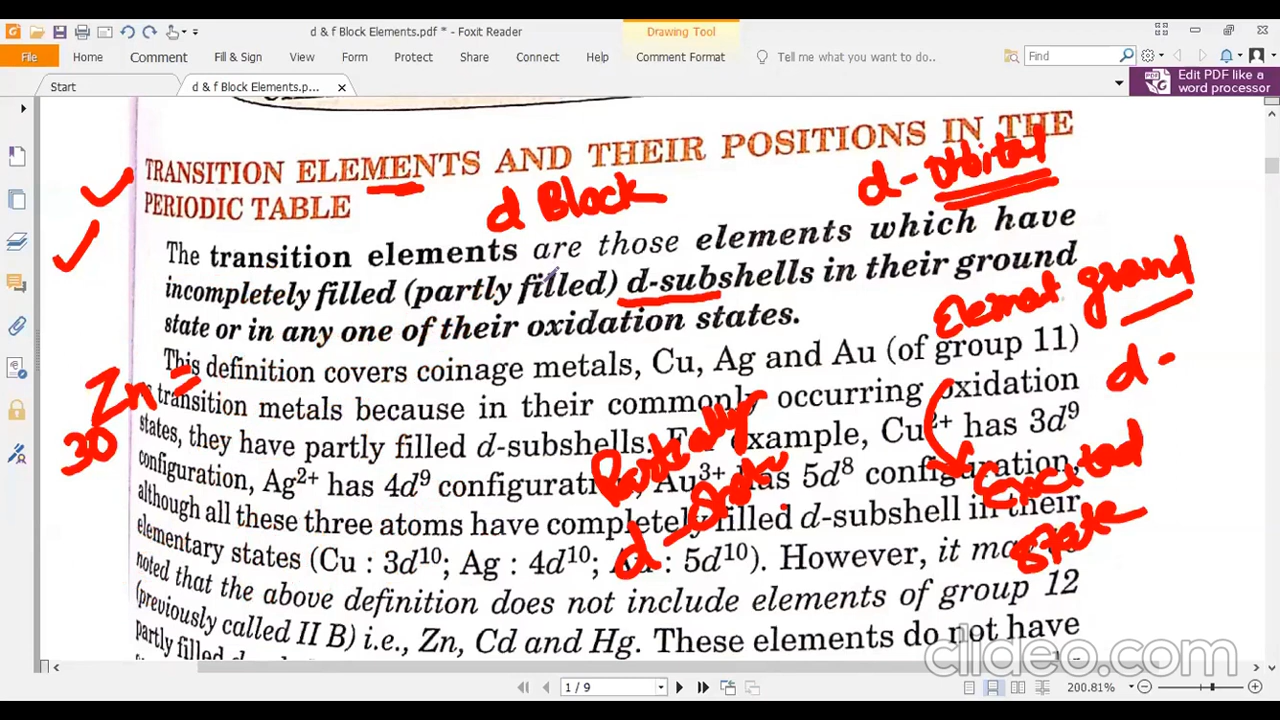 d & f Block Elements.pdf * - Foxit Reader
Drawing Tool
File Home Comment Fill & Sign View Form Protect Share Connect Help Comment Format Tell me what you want to do.. Find
Start d & f Block Elements.p...
Edit PDF like a
word processor
TRANSITION ELEMENTS AND THEIR POSITIONS IN THE
PERIODIC TABLE
d Block
d-orbital
The transition elements are those elements which have
incompletely filled (partly filled) d-subshells in their ground
state or in any one of their oxidation states.
Element ground
d-
This definition covers coinage metals, Cu, Ag and Au (of group 11)
transition metals because in their commonly occurring oxidation
states, they have partly filled d-subshells. example, Cu2+ has 3d⁹
configuration, Ag2+ has 4d⁹ configuration, Au3+ has 5d⁸ configuration,
although all these three atoms have completely filled d-subshell in their
elementary states (Cu : 3d¹⁰; Ag : 4d¹⁰; Au : 5d¹⁰). However, it may be
noted that the above definition does not include elements of group 12
(previously called II B) i.e., Zn, Cd and Hg. These elements do not have
partly filled
Zn =
30
Partially
d-
Excited
state
clideo.com
1 / 9
200.81%